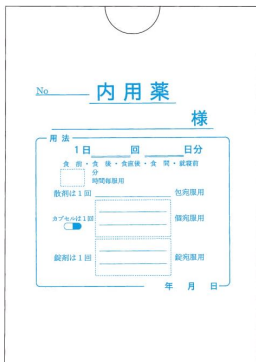 No 内用薬
様
用法
1日 回 日分
食前・食後・食直後・食間・就寝前
分
時間毎服用
散剤は1回 包宛服用
カプセルは1回 個宛服用
錠剤は1回 錠宛服用
年 月 日